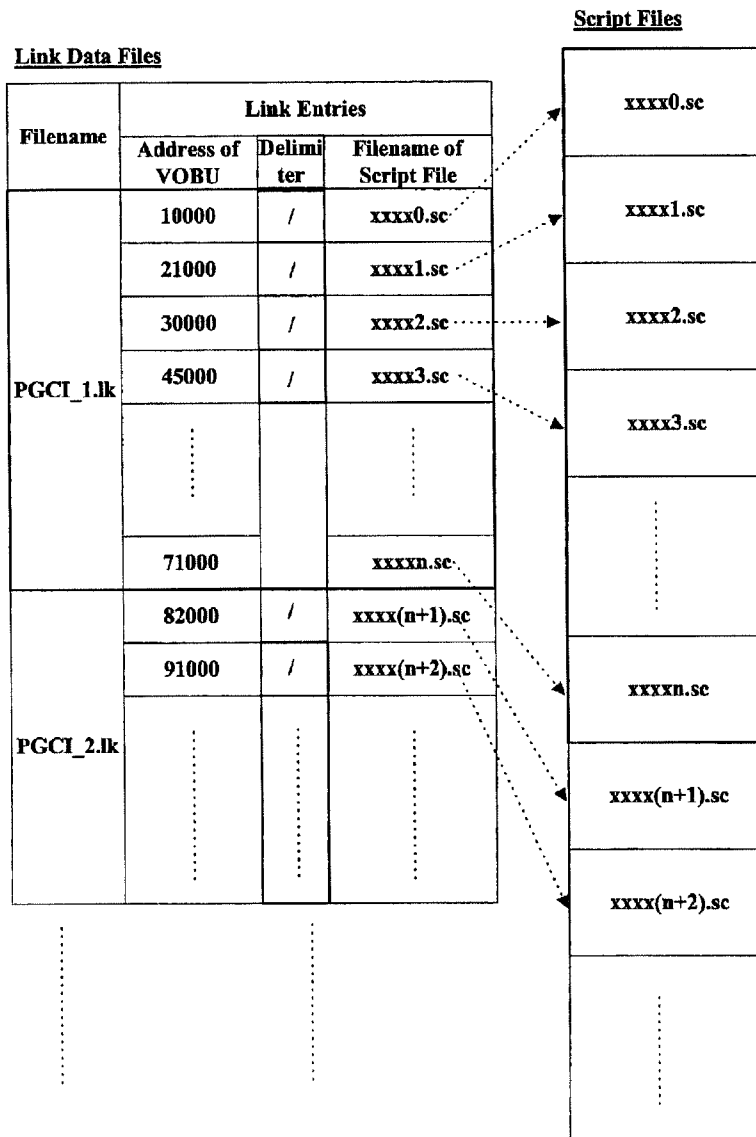 Script Files
Link Data Files
Filename
Link Entries
Address of
VOBU
Delimi
ter
Filename of
Script File
PGCI_1.lk
10000 / xxxx0.sc
21000 / xxxx1.sc
30000 / xxxx2.sc
45000 / xxxx3.sc
71000 xxxxn.sc
PGCI_2.lk
82000 / xxxx(n+1).sc
91000 / xxxx(n+2).sc
xxxx0.sc
xxxx1.sc
xxxx2.sc
xxxx3.sc
xxxxn.sc
xxxx(n+1).sc
xxxx(n+2).sc